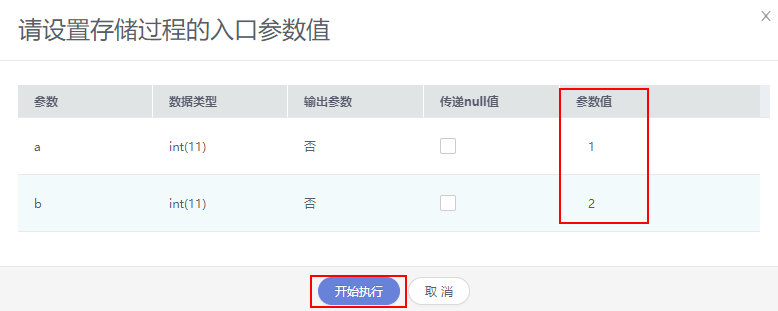 请设置存储过程的入口参数值
参数 数据类型 输出参数 传递null值 参数值
a int(11) 否 1
b int(11) 否 2
开始执行 取 消